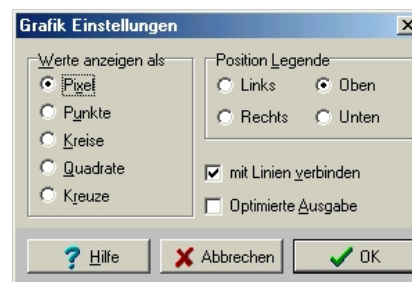 Grafik Einstellungen
Werte anzeigen als
Pixel
Punkte
Kreise
Quadrate
Kreuze
Position Legende
Links
Oben
Rechts
Unten
mit Linien verbinden
Optimierte Ausgabe
Hilfe
Abbrechen
OK